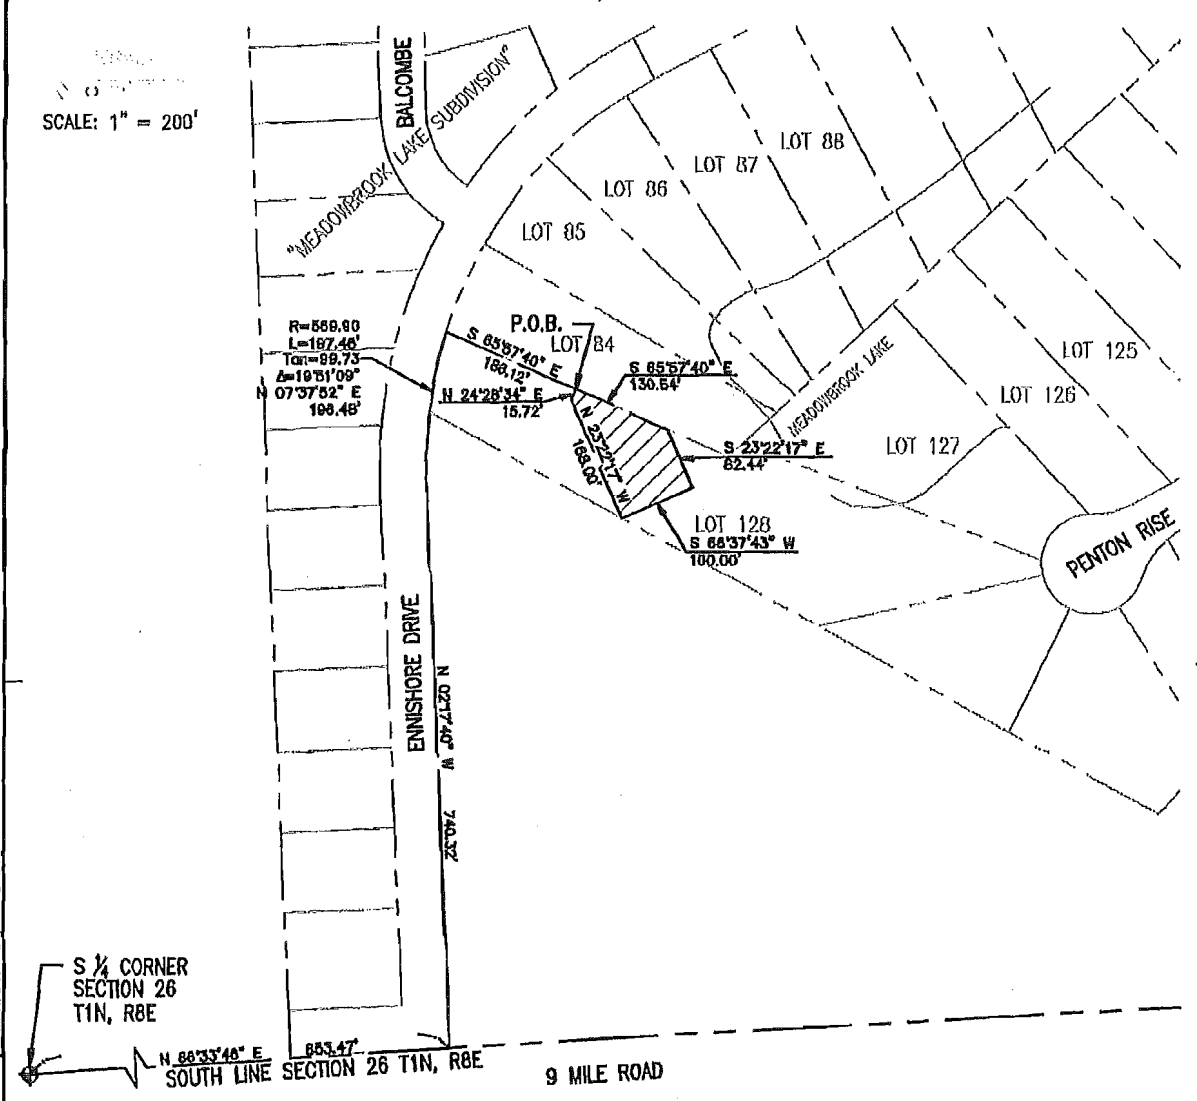 SCALE: 1" = 200'
BALCOMBE
"MEADOWBROOK LAKE SUBDIVISION"
LOT 88
LOT 87
LOT 86
LOT 85
LOT 84
P.O.B.
R=569.90
L=197.46'
Tan=99.73
Δ=19°51'09"
N 07°37'52" E
196.48'
S 65°57'40" E
186.12'
N 24°28'34" E
15.72'
S 65°57'40" E
130.54'
N 23°22'17" W
168.00'
S 23°22'17" E
82.44'
LOT 128
S 66°37'43" W
100.00'
MEADOWBROOK LAKE
LOT 125
LOT 126
LOT 127
PENTON RISE
ENNISHORE DRIVE
N 02°17'40" W
740.32'
S 1/4 CORNER
SECTION 26
T1N, R8E
N 86°33'46" E
653.47'
SOUTH LINE SECTION 26 T1N, R8E
9 MILE ROAD